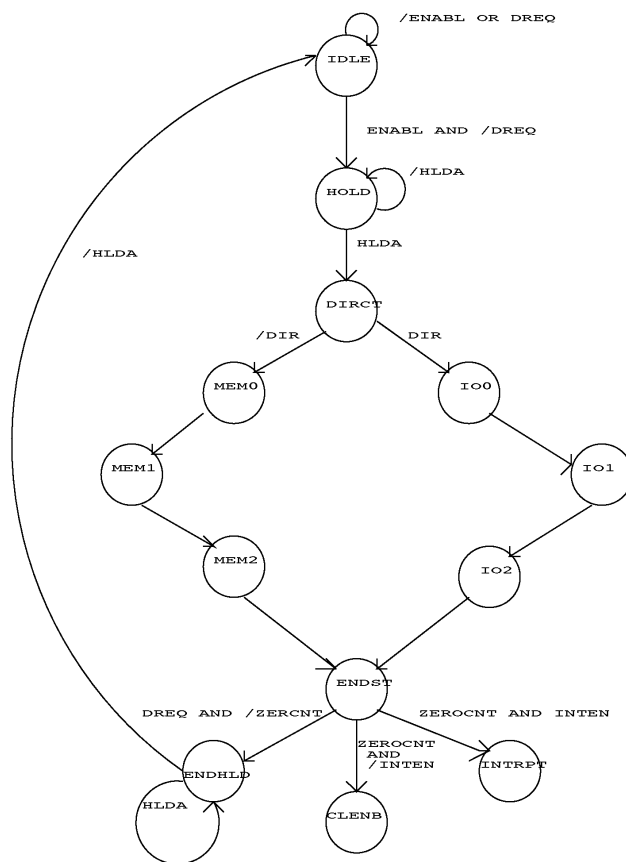 /ENABL OR DREQ
IDLE
ENABL AND /DREQ
/HLDA
HOLD
HLDA
/HLDA
DIRCT
/DIR
DIR
MEM0
IO0
MEM1
IO1
MEM2
IO2
ENDST
DREQ AND /ZERCNT
ZEROCNT AND INTEN
ZEROCNT
AND
/INTEN
ENDHLD
INTRPT
HLDA
CLENB